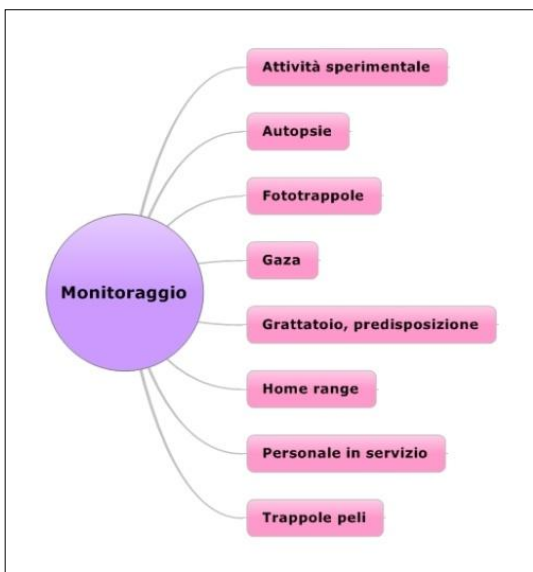 Attività sperimentale
Autopsie
Fototrappole
Gaza
Monitoraggio
Grattatoio, predisposizione
Home range
Personale in servizio
Trappole peli